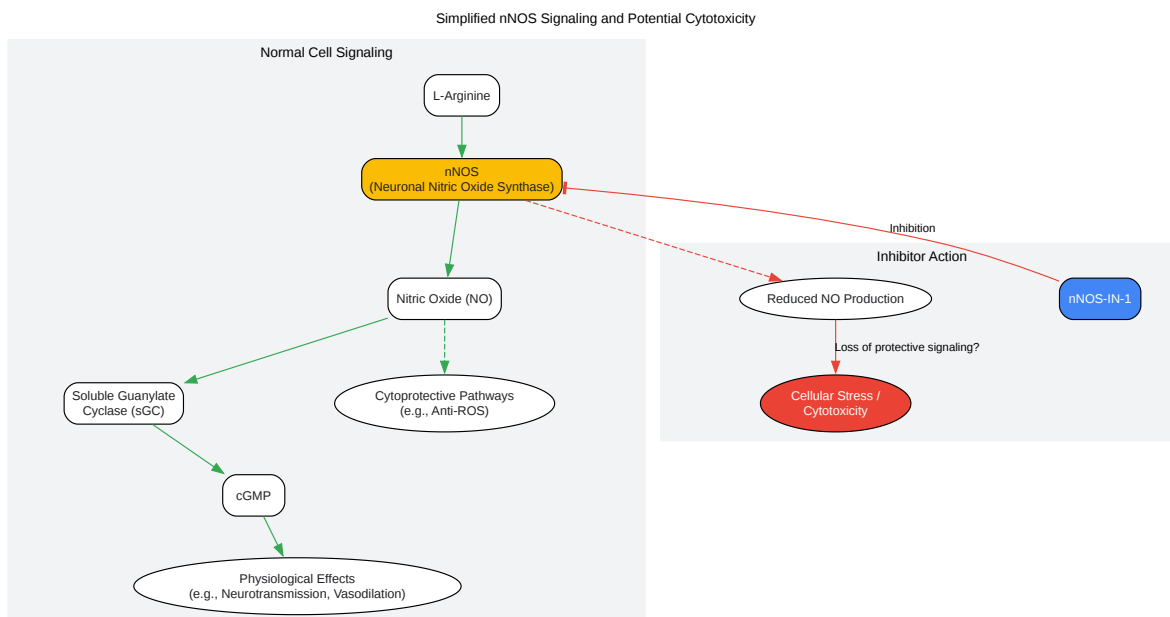 Simplified nNOS Signaling and Potential Cytotoxicity
Normal Cell Signaling
L-Arginine
nNOS
(Neuronal Nitric Oxide Synthase)
Inhibition
Inhibitor Action
Nitric Oxide (NO)
Reduced NO Production
nNOS-IN-1
Loss of protective signaling?
Soluble Guanylate
Cyclase (sGC)
Cytoprotective Pathways
(e.g., Anti-ROS)
Cellular Stress /
Cytotoxicity
cGMP
Physiological Effects
(e.g., Neurotransmission, Vasodilation)